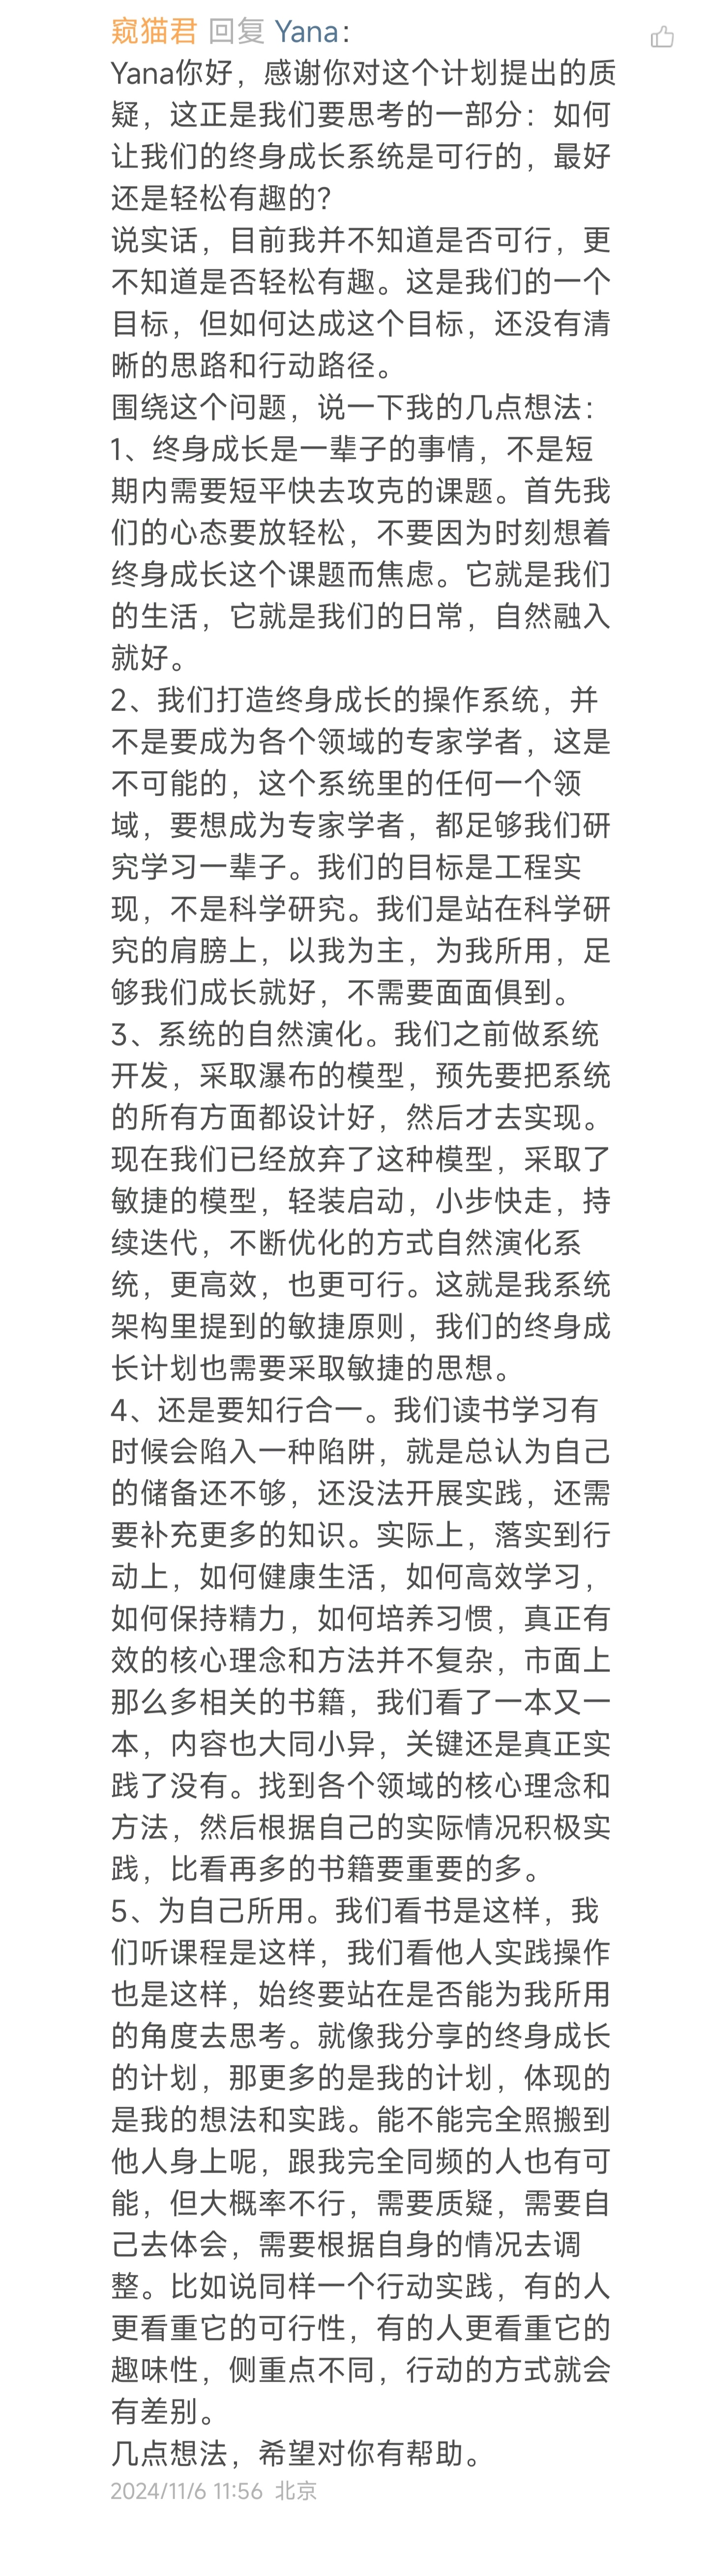 窥猫君 回复 Yana：
Yana你好，感谢你对这个计划提出的质
疑，这正是我们要思考的一部分：如何
让我们的终身成长系统是可行的，最好
还是轻松有趣的？
说实话，目前我并不知道是否可行，更
不知道是否轻松有趣。这是我们的一个
目标，但如何达成这个目标，还没有清
晰的思路和行动路径。
围绕这个问题，说一下我的几点想法：
1、终身成长是一辈子的事情，不是短
期内需要短平快去攻克的课题。首先我
们的心态要放轻松，不要因为时刻想着
终身成长这个课题而焦虑。它就是我们
的生活，它就是我们的日常，自然融入
就好。
2、我们打造终身成长的操作系统，并
不是要成为各个领域的专家学者，这是
不可能的，这个系统里的任何一个领
域，要想成为专家学者，都足够我们研
究学习一辈子。我们的目标是工程实
现，不是科学研究。我们是站在科学研
究的肩膀上，以我为主，为我所用，足
够我们成长就好，不需要面面俱到。
3、系统的自然演化。我们之前做系统
开发，采取瀑布的模型，预先要把系统
的所有方面都设计好，然后才去实现。
现在我们已经放弃了这种模型，采取了
敏捷的模型，轻装启动，小步快走，持
续迭代，不断优化的方式自然演化系
统，更高效，也更可行。这就是我系统
架构里提到的敏捷原则，我们的终身成
长计划也需要采取敏捷的思想。
4、还是要知行合一。我们读书学习有
时候会陷入一种陷阱，就是总认为自己
的储备还不够，还没法开展实践，还需
要补充更多的知识。实际上，落实到行
动上，如何健康生活，如何高效学习，
如何保持精力，如何培养习惯，真正有
效的核心理念和方法并不复杂，市面上
那么多相关的书籍，我们看了一本又一
本，内容也大同小异，关键还是真正实
践了没有。找到各个领域的核心理念和
方法，然后根据自己的实际情况积极实
践，比看再多的书籍要重要的多。
5、为自己所用。我们看书是这样，我
们听课程是这样，我们看他人实践操作
也是这样，始终要站在是否能为我所用
的角度去思考。就像我分享的终身成长
的计划，那更多的是我的计划，体现的
是我的想法和实践。能不能完全照搬到
他人身上呢，跟我完全同频的人也有可
能，但大概率不行，需要质疑，需要自
己去体会，需要根据自身的情况去调
整。比如说同样一个行动实践，有的人
更看重它的可行性，有的人更看重它的
趣味性，侧重点不同，行动的方式就会
有差别。
几点想法，希望对你有帮助。
2024/11/6 11:56 北京